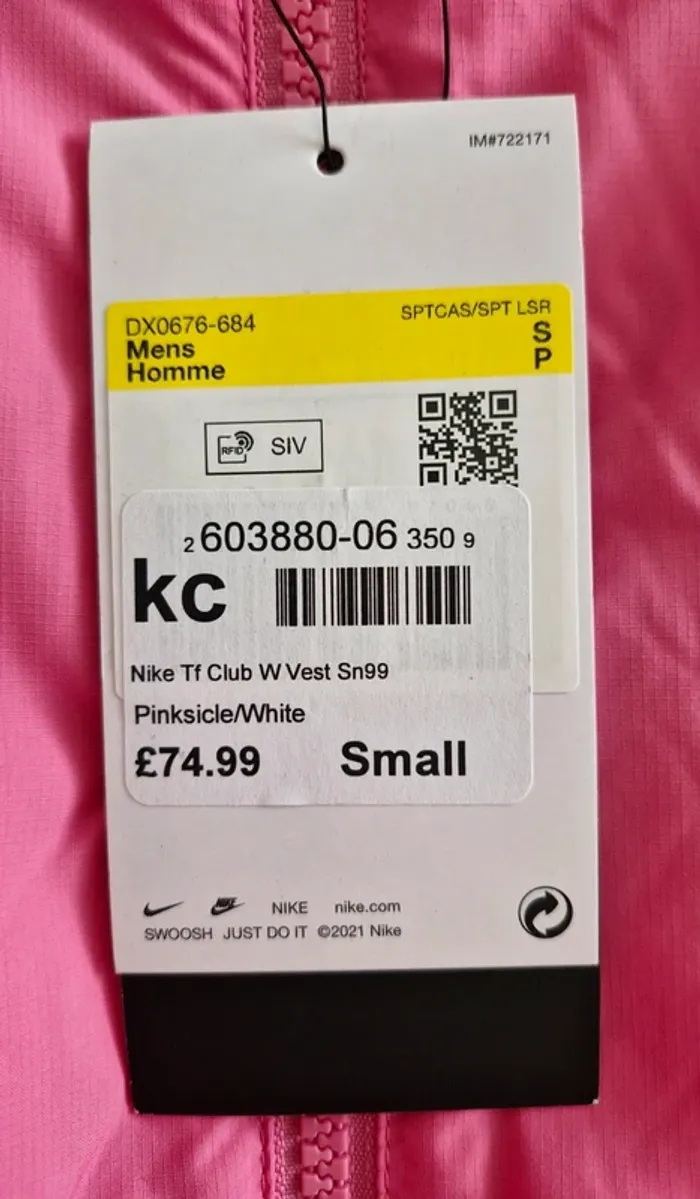 IM#722171
DX0676-684
SPTCAS/SPT LSR
Mens
S
Homme
P
RFID SIV
2 603880-06 350 9
kc
Nike Tf Club W Vest Sn99
Pinksicle/White
£74.99 Small
NIKE nike.com
SWOOSH JUST DO IT ©2021 Nike